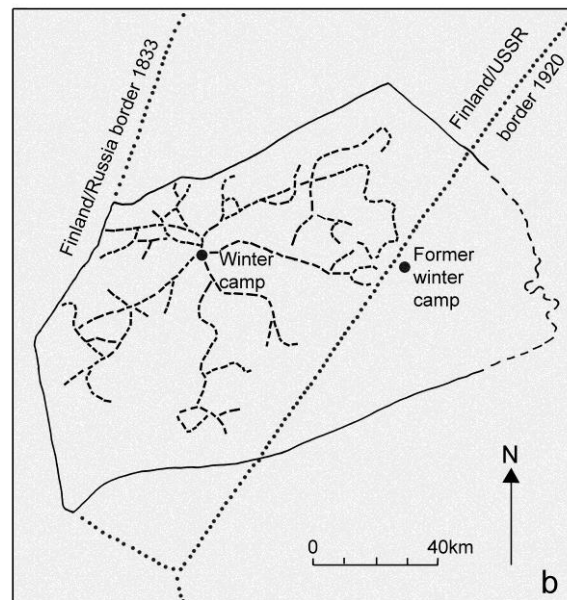 Finland/Russia border 1833
Finland/USSR
border 1920
Winter
camp
Former
winter
camp
N
0 40km
b